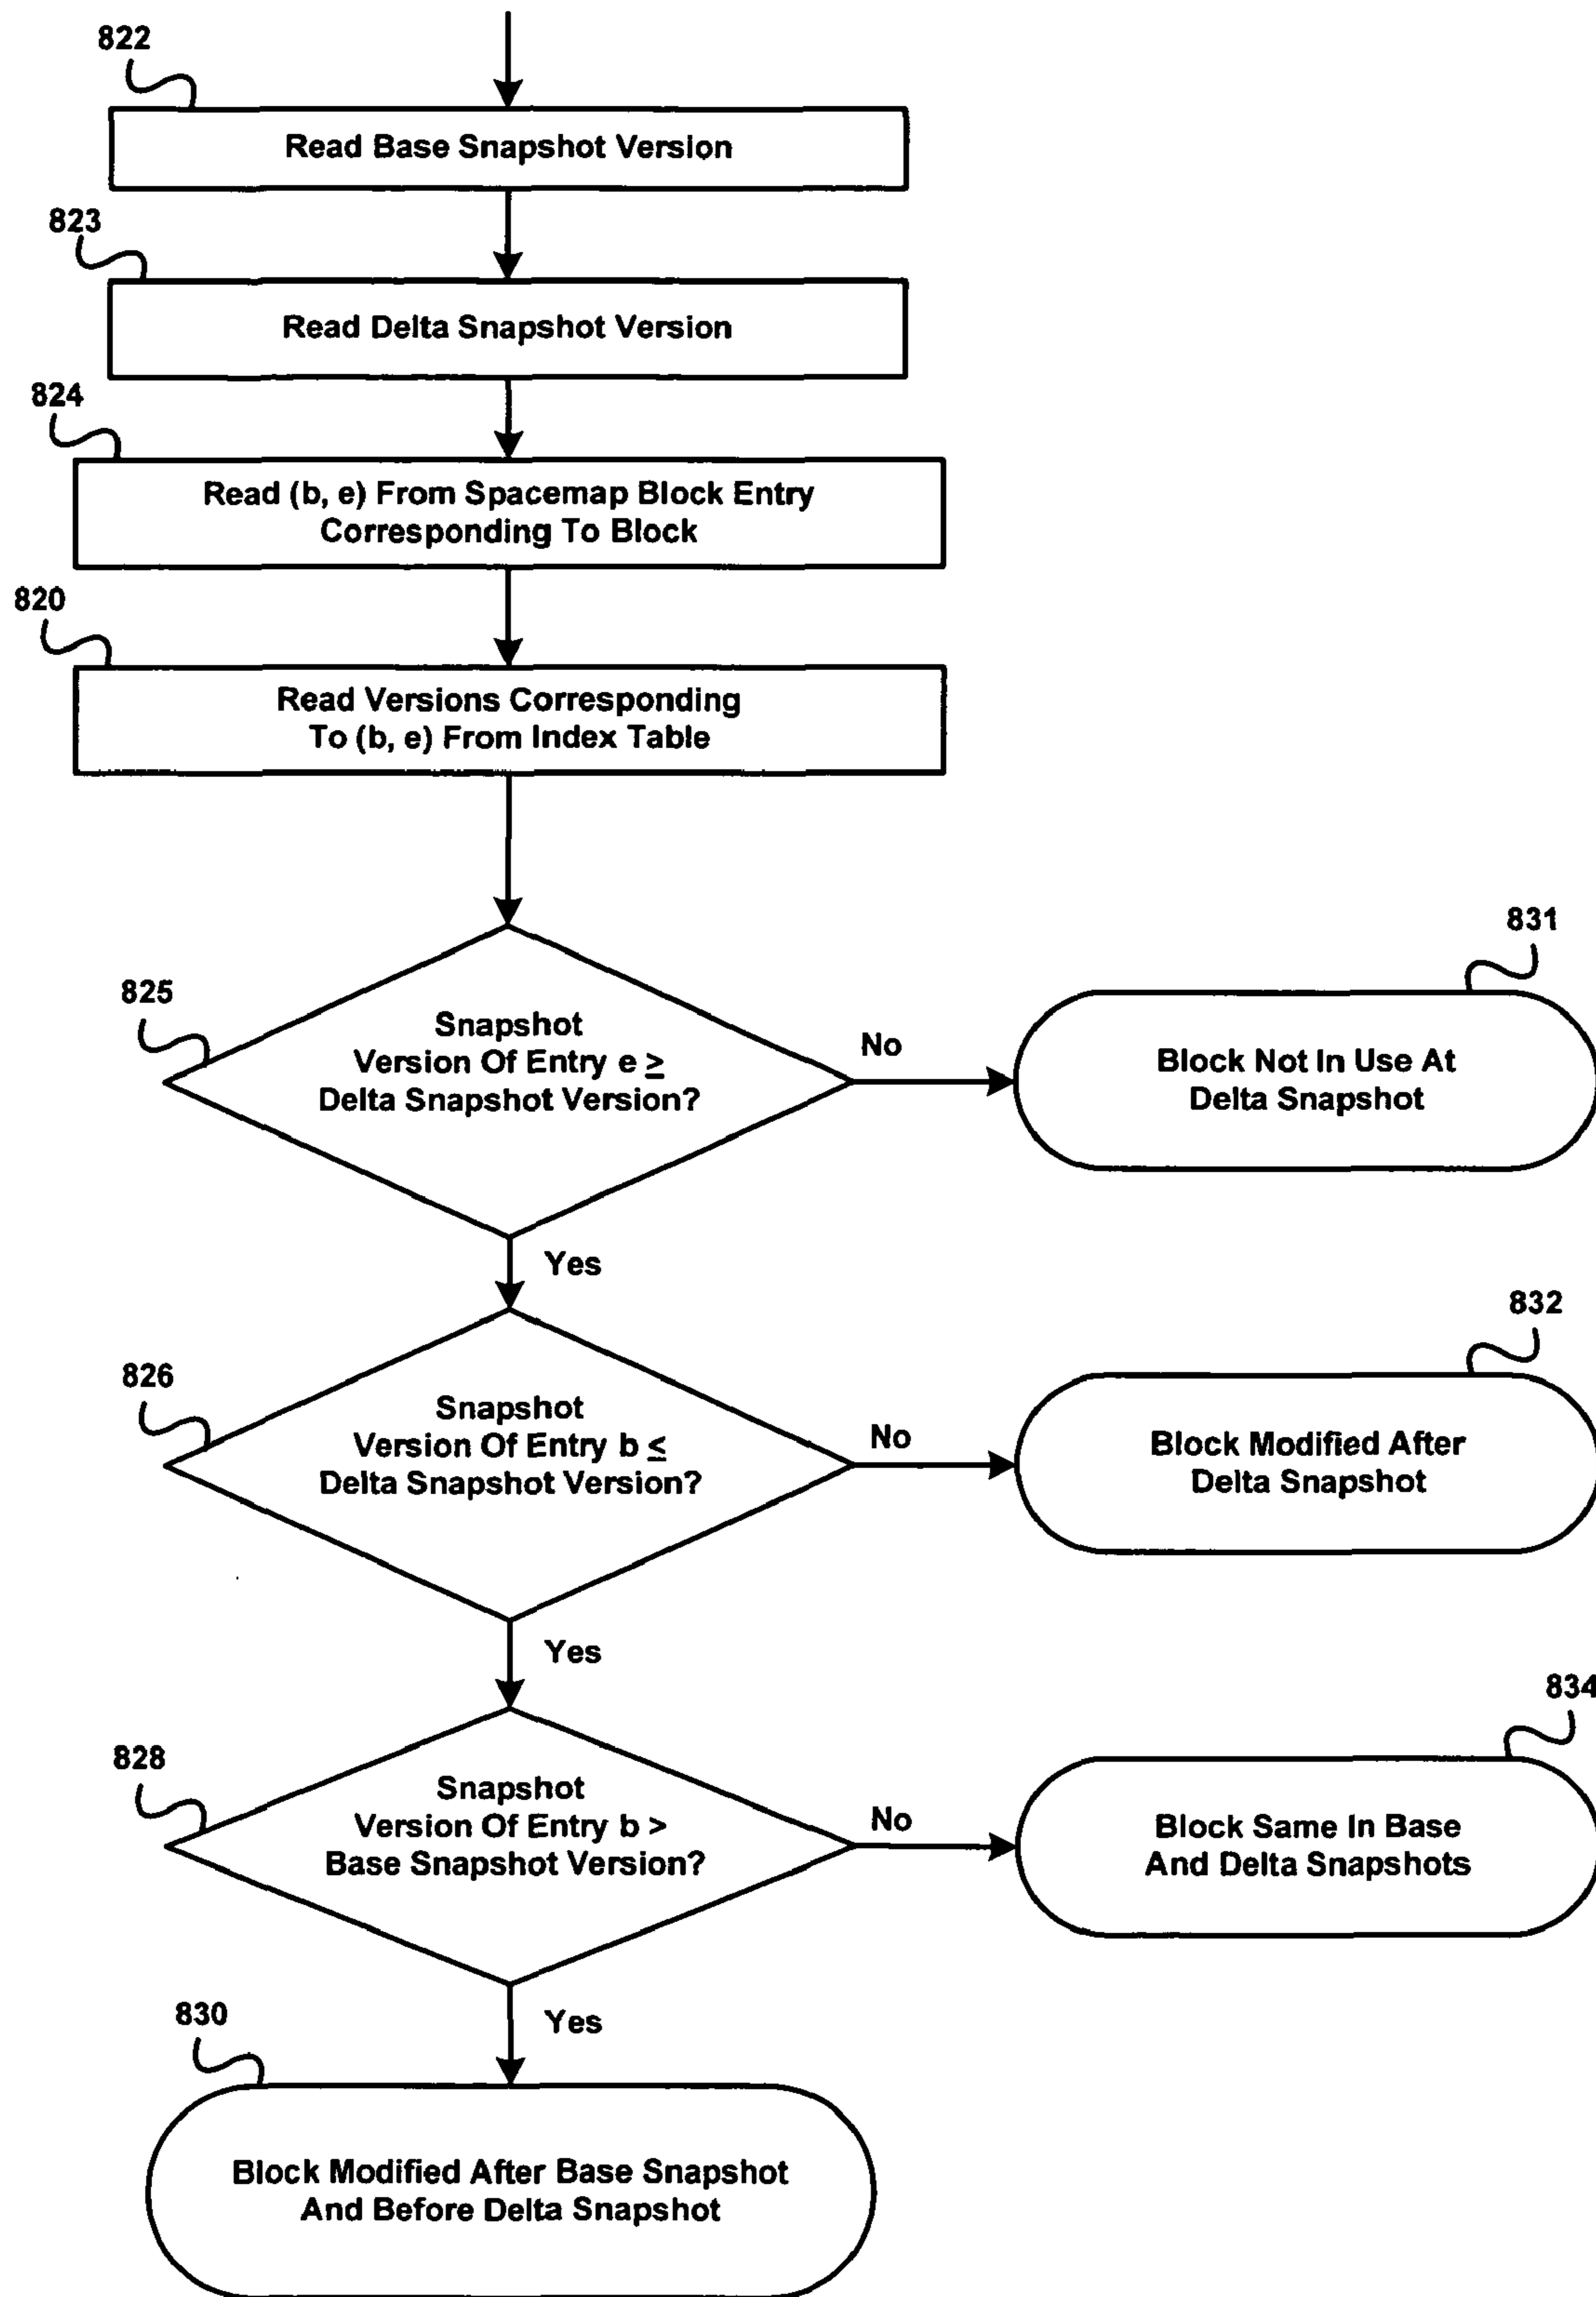 822
Read Base Snapshot Version
823
Read Delta Snapshot Version
824
Read (b, e) From Spacemap Block Entry
Corresponding To Block
820
Read Versions Corresponding
To (b, e) From Index Table
825
Snapshot
Version Of Entry e ≥
Delta Snapshot Version?
No
831
Block Not In Use At
Delta Snapshot
Yes
826
Snapshot
Version Of Entry b ≤
Delta Snapshot Version?
No
832
Block Modified After
Delta Snapshot
Yes
828
Snapshot
Version Of Entry b >
Base Snapshot Version?
No
834
Block Same In Base
And Delta Snapshots
Yes
830
Block Modified After Base Snapshot
And Before Delta Snapshot